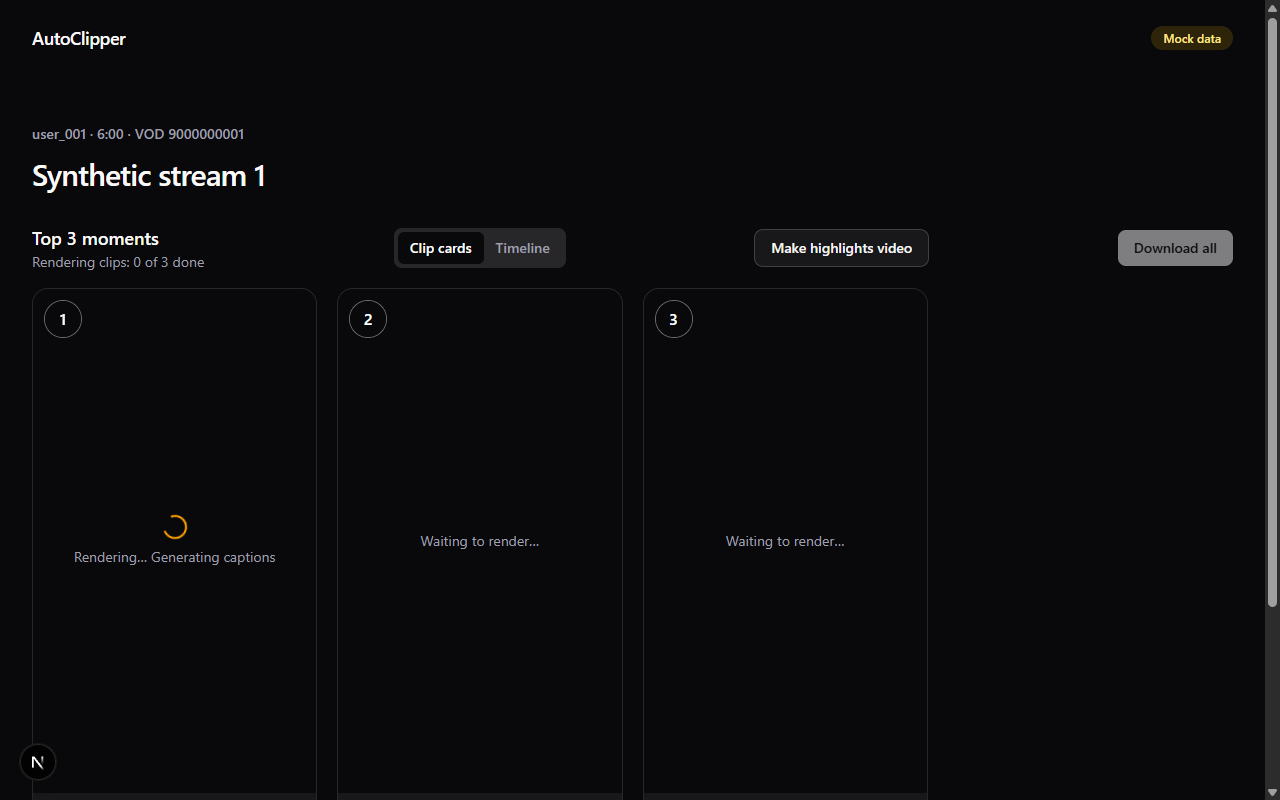 AutoClipper
Mock data
user_001 · 6:00 · VOD 9000000001
Synthetic stream 1
Top 3 moments
Rendering clips: 0 of 3 done
Clip cards
Timeline
Make highlights video
Download all
1
2
3
Rendering... Generating captions
Waiting to render...
Waiting to render...
N